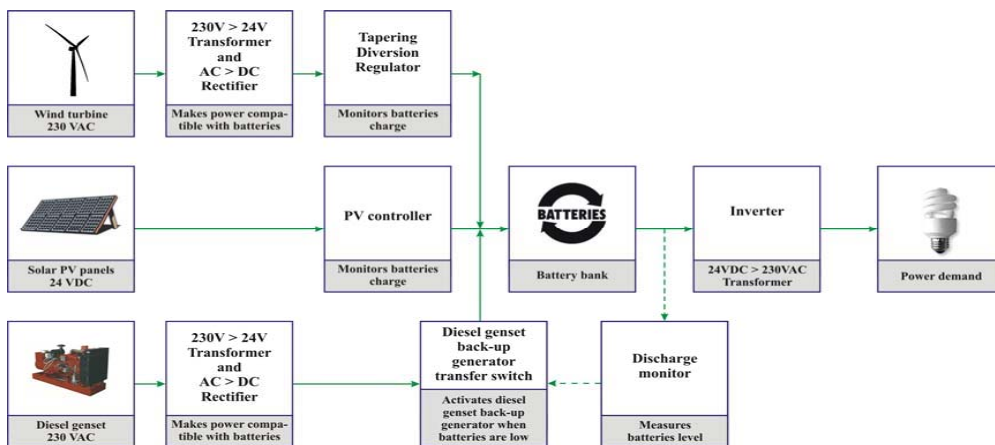 230V > 24V
Transformer
and
AC > DC
Rectifier
Tapering
Diversion
Regulator
Wind turbine
230 VAC
Makes power compa-
tible with batteries
Monitors batteries
charge
PV controller
BATTERIES
Inverter
Solar PV panels
24 VDC
Monitors batteries
charge
Battery bank
24VDC > 230VAC
Transformer
Power demand
230V > 24V
Transformer
and
AC > DC
Rectifier
Diesel genset
back-up
generator
transfer switch
Discharge
monitor
Diesel genset
230 VAC
Makes power compa-
tible with batteries
Activates diesel
genset back-up
generator when
batteries are low
Measures
batteries level